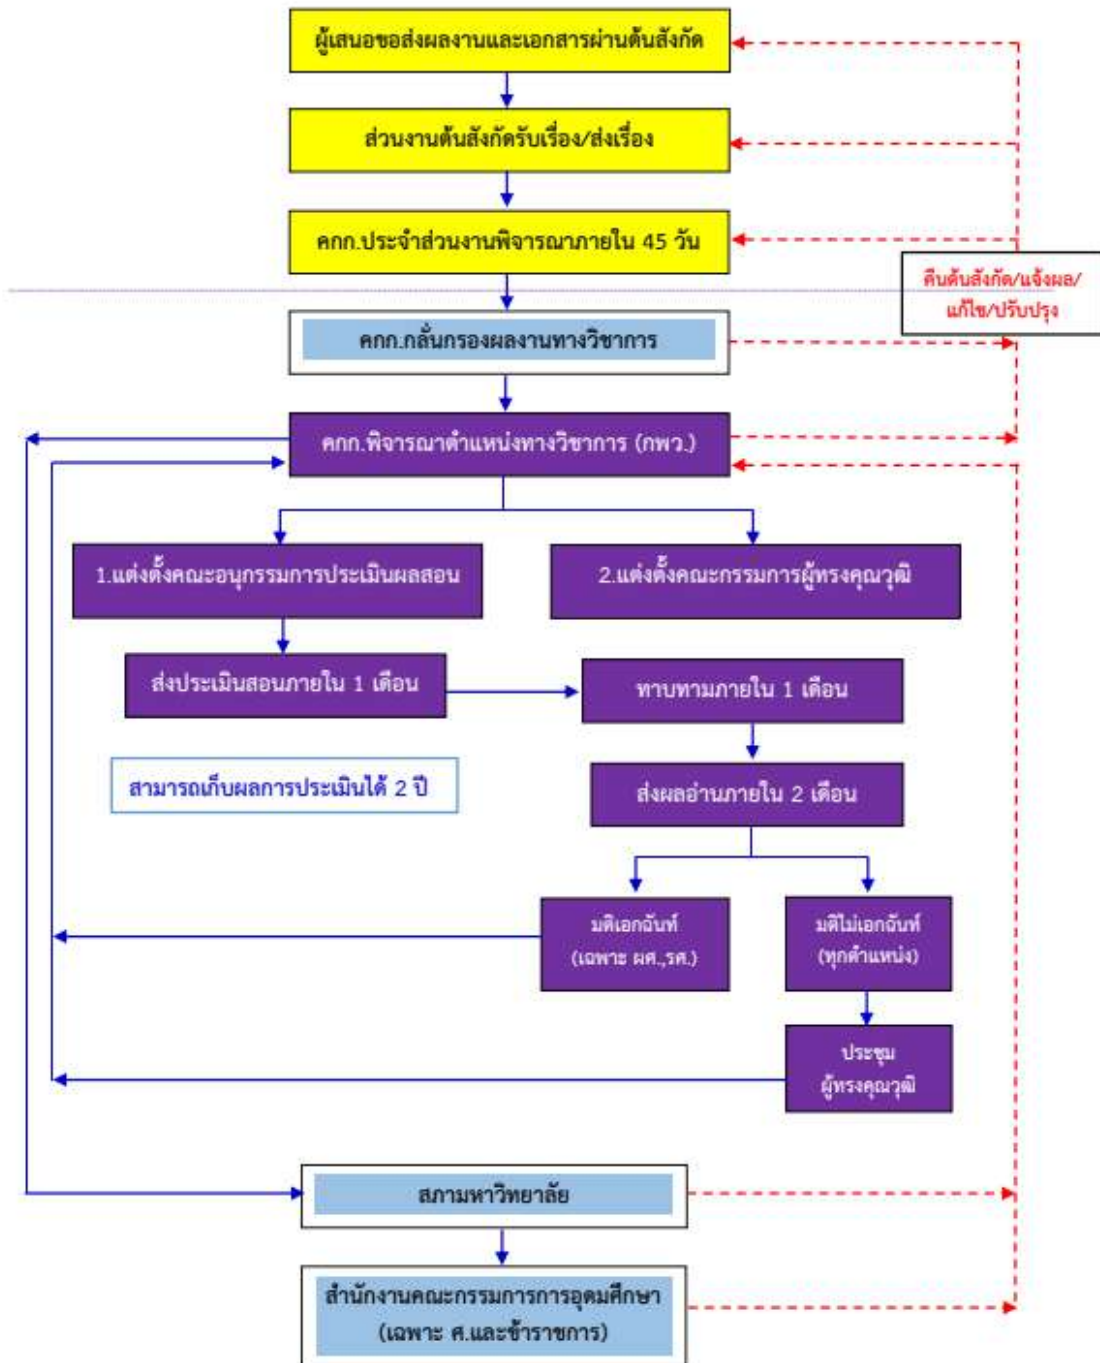 ผู้เสนอขอส่งผลงานและเอกสารผ่านต้นสังกัด
ส่วนงานต้นสังกัดรับเรื่อง/ส่งเรื่อง
คกก.ประจำส่วนงานพิจารณาภายใน 45 วัน
คืนต้นสังกัด/แจ้งผล/
แก้ไข/ปรับปรุง
คกก.กลั่นกรองผลงานทางวิชาการ
คกก.พิจารณาตำแหน่งทางวิชาการ (กพว.)
1.แต่งตั้งคณะอนุกรรมการประเมินผลสอน
2.แต่งตั้งคณะกรรมการผู้ทรงคุณวุฒิ
ส่งประเมินสอนภายใน 1 เดือน
ทาบทามภายใน 1 เดือน
สามารถเก็บผลการประเมินได้ 2 ปี
ส่งผลอ่านภายใน 2 เดือน
มติเอกฉันท์
(เฉพาะ ผศ.,รศ.)
มติไม่เอกฉันท์
(ทุกตำแหน่ง)
ประชุม
ผู้ทรงคุณวุฒิ
สภามหาวิทยาลัย
สำนักงานคณะกรรมการการอุดมศึกษา
(เฉพาะ ศ.และข้าราชการ)